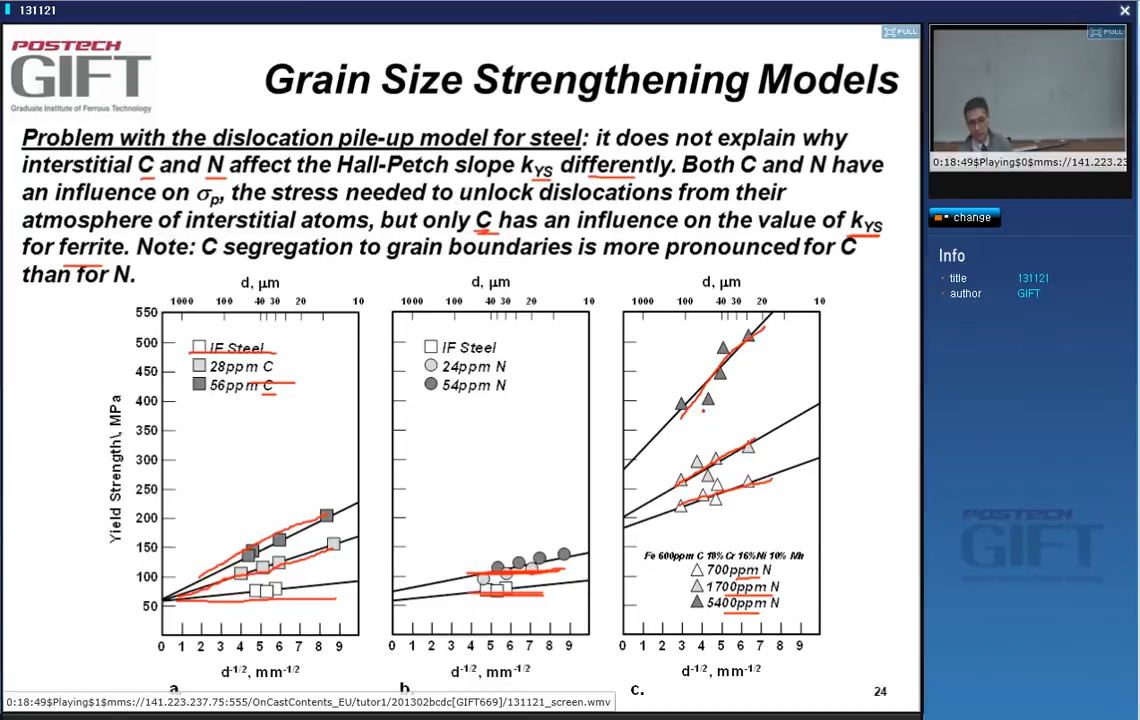 131121
POSTECH
GIFT
Graduate Institute of Ferrous Technology
FULL
Grain Size Strengthening Models
Problem with the dislocation pile-up model for steel: it does not explain why
interstitial C and N affect the Hall-Petch slope kYS differently. Both C and N have
an influence on σp, the stress needed to unlock dislocations from their
atmosphere of interstitial atoms, but only C has an influence on the value of kYS
for ferrite. Note: C segregation to grain boundaries is more pronounced for C
than for N.
d, μm
1000 100 40 30 20 10
550
500
450
400
350
300
250
200
150
100
50
Yield Strength\, MPa
IF Steel
28ppm C
56ppm C
0 1 2 3 4 5 6 7 8 9
d-1/2, mm-1/2
a.
d, μm
1000 100 40 30 20 10
IF Steel
24ppm N
54ppm N
0 1 2 3 4 5 6 7 8 9
d-1/2, mm-1/2
b.
d, μm
1000 100 40 30 20 10
Fe 600ppm C 18%Cr 16%Ni 10% Mn
700ppm N
1700ppm N
5400ppm N
0 1 2 3 4 5 6 7 8 9
d-1/2, mm-1/2
c.
24
0:18:49$Playing$1$mms://141.223.237.75:555/OnCastContents_EU/tutor1/201302bcdc[GIFT669]/131121_screen.wmv
FULL
0:18:49$Playing$0$mms://141.223.23
change
Info
title 131121
author GIFT
POSTECH
GIFT